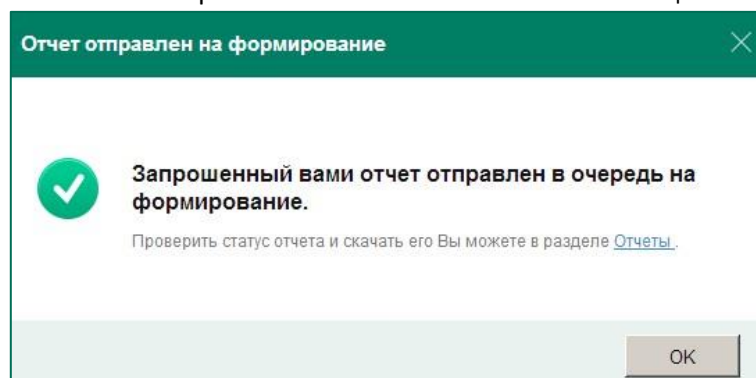 Отчет отправлен на формирование
Запрошенный вами отчет отправлен в очередь на
формирование.
Проверить статус отчета и скачать его Вы можете в разделе Отчеты .
OK